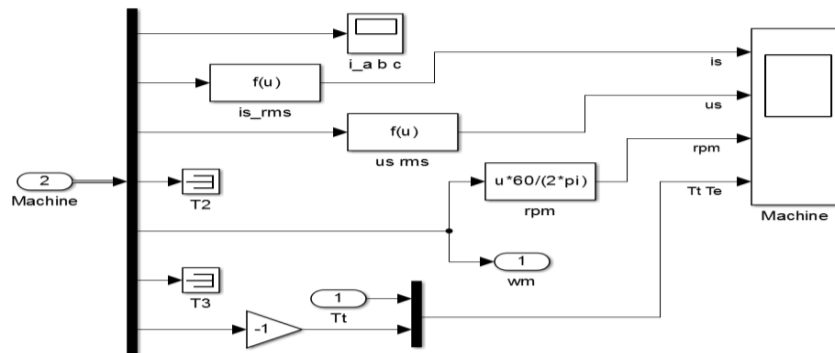 i_a b c
f(u)
is_rms
is
f(u)
us rms
us
2
Machine
T2
u*60/(2*pi)
rpm
rpm
Tt Te
Machine
1
wm
T3
-1
1
Tt